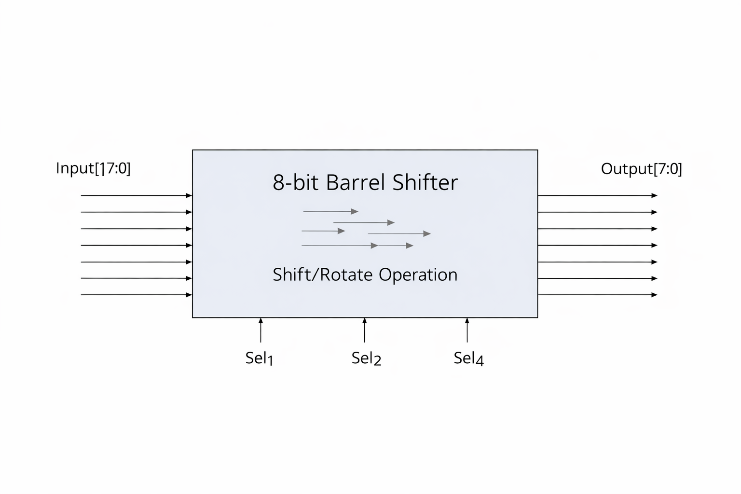 Input[17:0]
Output[7:0]
8-bit Barrel Shifter
Shift/Rotate Operation
Sel₁
Sel₂
Sel₄